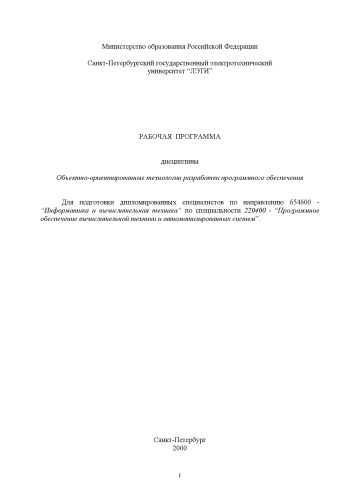 Министерство образования Российской Федерации
Санкт-Петербургский государственный электротехнический
университет “ЛЭТИ”
РАБОЧАЯ ПРОГРАММА
дисциплины
Объектно-ориентированные технологии разработки программного обеспечения
Для подготовки дипломированных специалистов по направлению 654600 -
“Информатика и вычислительная техника” по специальности 220400 - “Программное
обеспечение вычислительной техники и автоматизированных систем”.
Санкт-Петербург
2000
1